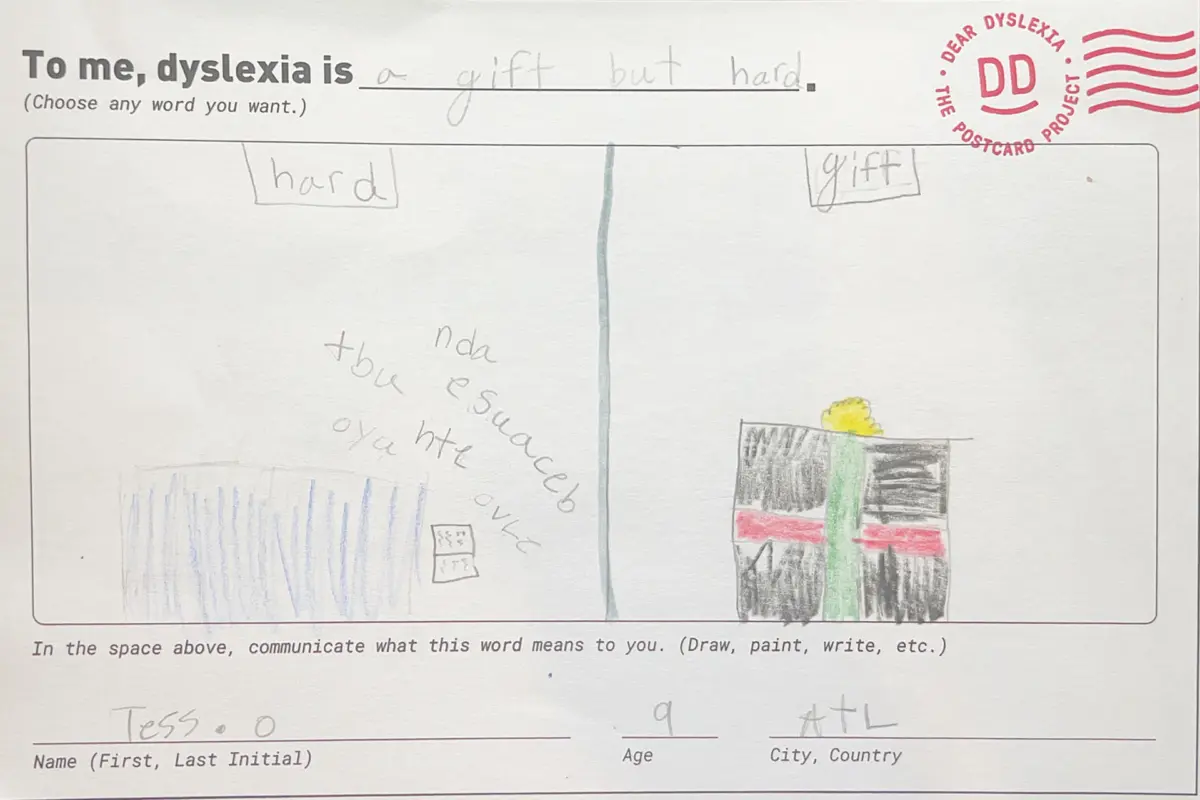 To me, dyslexia is a gift but hard.
(Choose any word you want.)
• DEAR DYSLEXIA • THE POSTCARD PROJECT
DD
hard
gift
nda
tbu
esuaceb
oyu hte
ovle
In the space above, communicate what this word means to you. (Draw, paint, write, etc.)
Tess. O
9
ATL
Name (First, Last Initial)
Age
City, Country